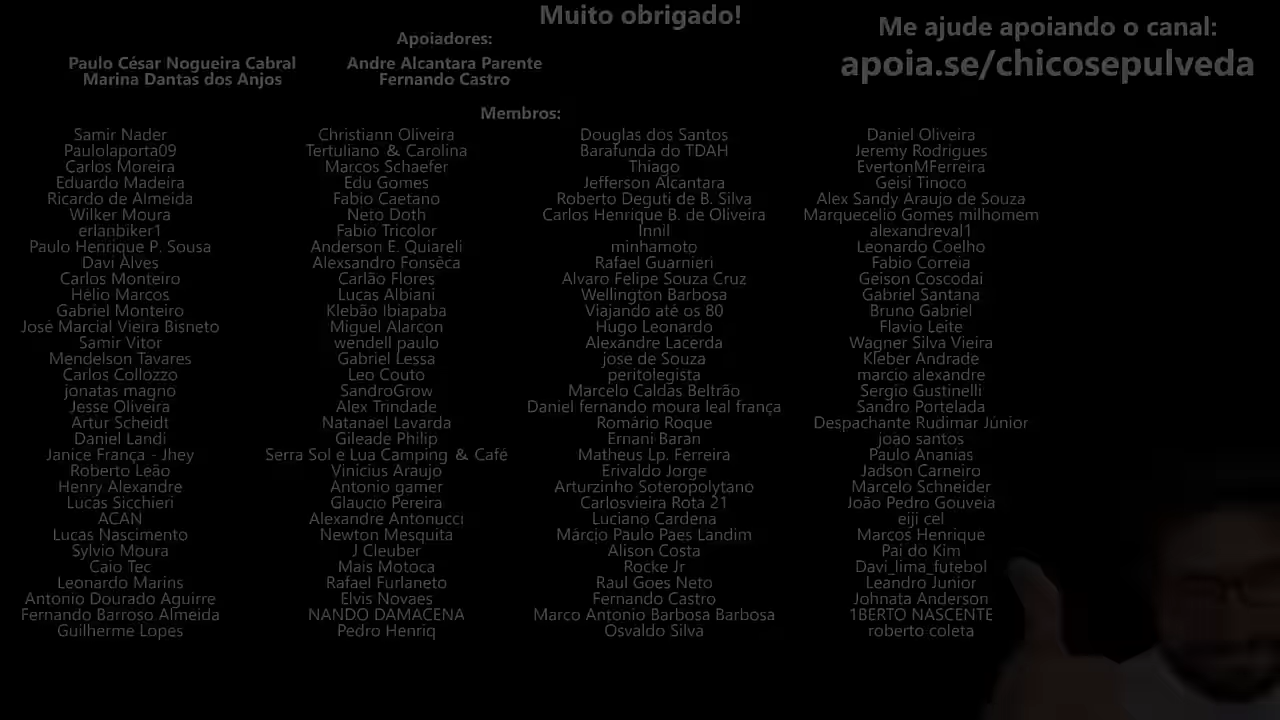 Muito obrigado!
Me ajude apoiando o canal:
apoia.se/chicosepulveda
Apoiadores:
Paulo César Nogueira Cabral
Marina Dantas dos Anjos
Andre Alcantara Parente
Fernando Castro
Membros:
Samir Nader
Paulolaporta09
Carlos Moreira
Eduardo Madeira
Ricardo de Almeida
Wilker Moura
erlanbiker1
Paulo Henrique P. Sousa
Davi Alves
Carlos Monteiro
Hélio Marcos
Gabriel Monteiro
José Marcial Vieira Bisneto
Samir Vitor
Mendelson Tavares
Carlos Collozzo
jonatas magno
Jesse Oliveira
Artur Scheidt
Daniel Landi
Janice França - Jhey
Roberto Leão
Henry Alexandre
Lucas Sicchieri
ACAN
Lucas Nascimento
Sylvio Moura
Caio Tec
Leonardo Marins
Antonio Dourado Aguirre
Fernando Barroso Almeida
Guilherme Lopes
Christiann Oliveira
Tertuliano & Carolina
Marcos Schaefer
Edu Gomes
Fabio Caetano
Neto Doth
Fabio Tricolor
Anderson E. Quiareli
Alexsandro Fonsêca
Carlão Flores
Lucas Albiani
Klebão Ibiapaba
Miguel Alarcon
wendell paulo
Gabriel Lessa
Leo Couto
SandroGrow
Alex Trindade
Natanael Lavarda
Gileade Philip
Serra Sol e Lua Camping & Café
Vinicius Araujo
Antonio gamer
Glaucio Pereira
Alexandre Antonucci
Newton Mesquita
J Cleuber
Mais Motoca
Rafael Furlaneto
Elvis Novaes
NANDO DAMACENA
Pedro Henriq
Douglas dos Santos
Barafunda do TDAH
Thiago
Jefferson Alcantara
Roberto Deguti de B. Silva
Carlos Henrique B. de Oliveira
Innil
minhamoto
Rafael Guarnieri
Alvaro Felipe Souza Cruz
Wellington Barbosa
Viajando até os 80
Hugo Leonardo
Alexandre Lacerda
jose de Souza
peritolegista
Marcelo Caldas Beltrão
Daniel fernando moura leal frança
Romário Roque
Ernani Baran
Matheus Lp. Ferreira
Erivaldo Jorge
Arturzinho Soteropolytano
Carlosvieira Rota 21
Luciano Cardena
Márcio Paulo Paes Landim
Alison Costa
Rocke Jr
Raul Goes Neto
Fernando Castro
Marco Antonio Barbosa Barbosa
Osvaldo Silva
Daniel Oliveira
Jeremy Rodrigues
EvertonMFerreira
Geisi Tinoco
Alex Sandy Araujo de Souza
Marquecelio Gomes milhomem
alexandreval1
Leonardo Coelho
Fabio Correia
Geison Coscodai
Gabriel Santana
Bruno Gabriel
Flavio Leite
Wagner Silva Vieira
Kleber Andrade
marcio alexandre
Sergio Gustinelli
Sandro Portelada
Despachante Rudimar Júnior
joao santos
Paulo Ananias
Jadson Carneiro
Marcelo Schneider
João Pedro Gouveia
eiji cel
Marcos Henrique
Pai do Kim
Davi_lima_futebol
Leandro Junior
Johnata Anderson
1BERTO NASCENTE
roberto coleta